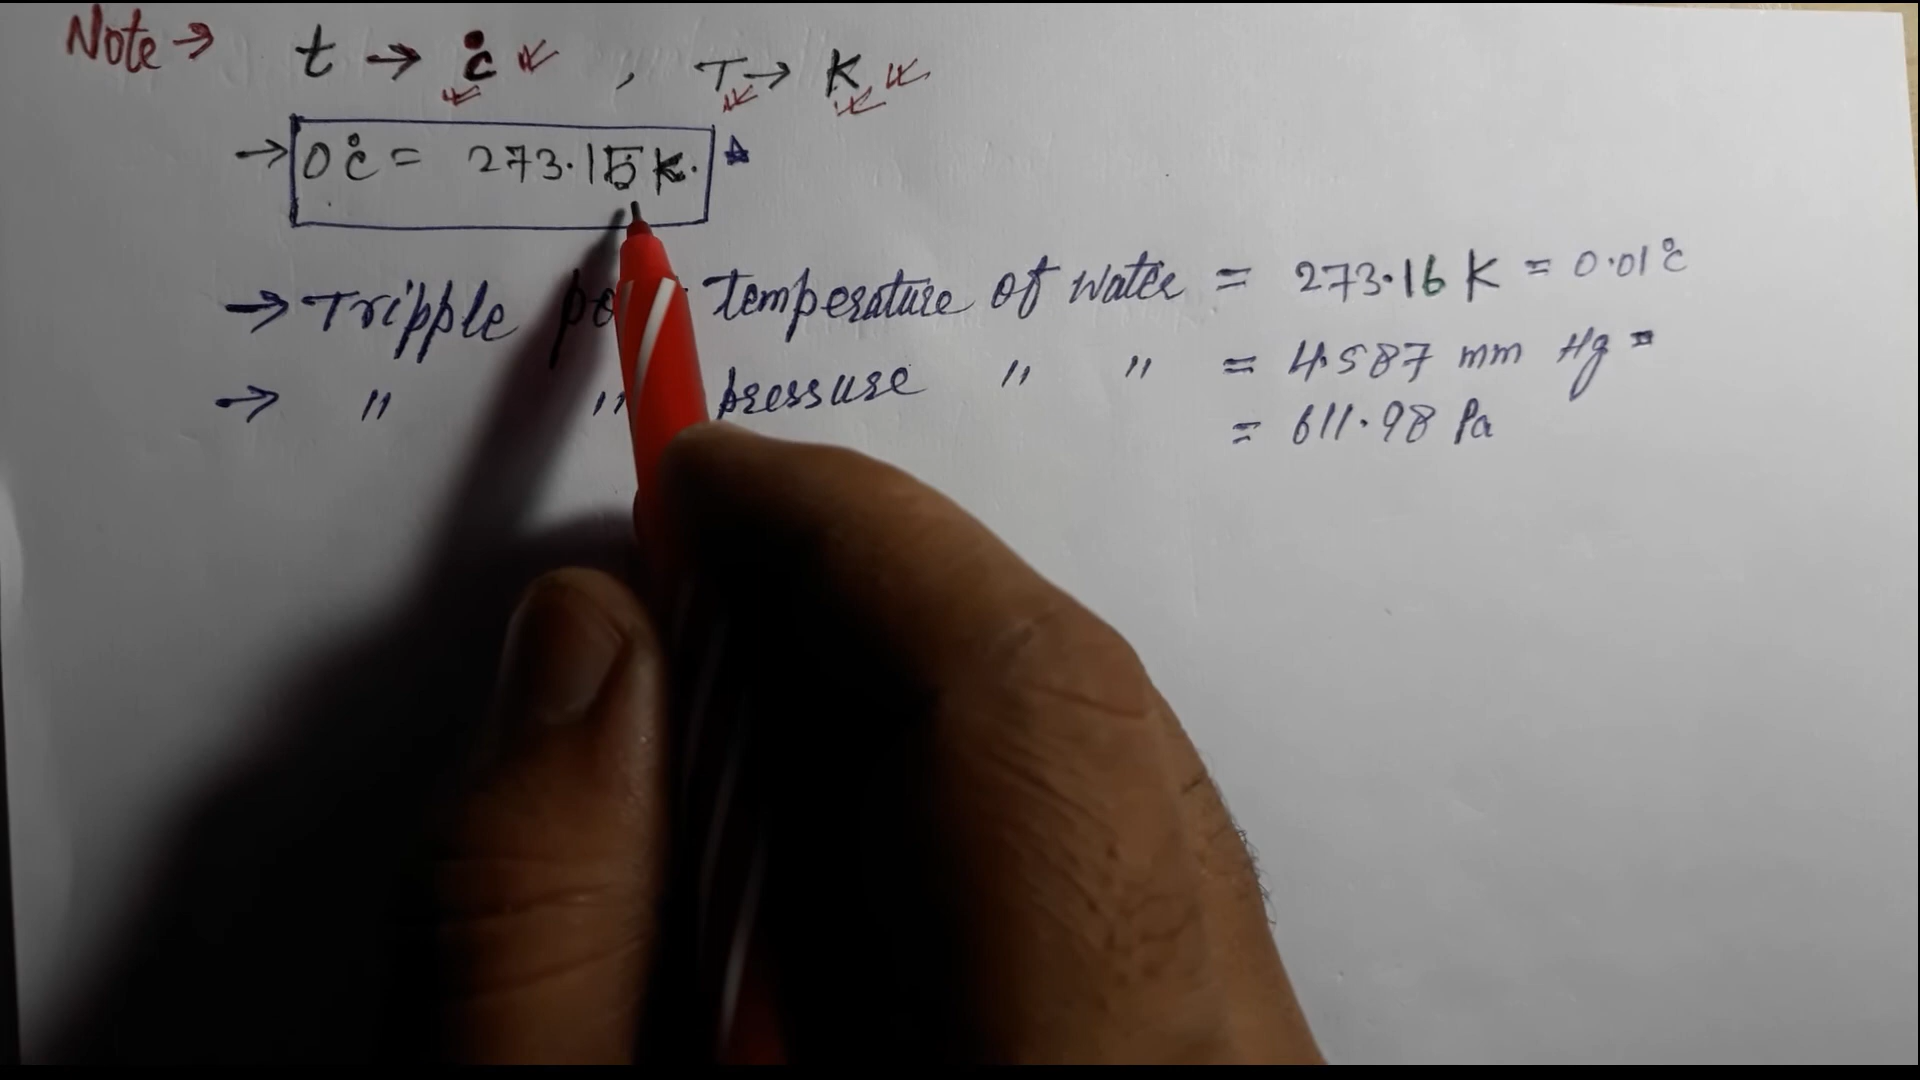 Note → t → °C , T → K
→ 0°C = 273.15 K.
→ Tripple temperature of water = 273.16 K = 0.01°C
→ " " pressure " " = 4.587 mm Hg =
= 611.98 Pa